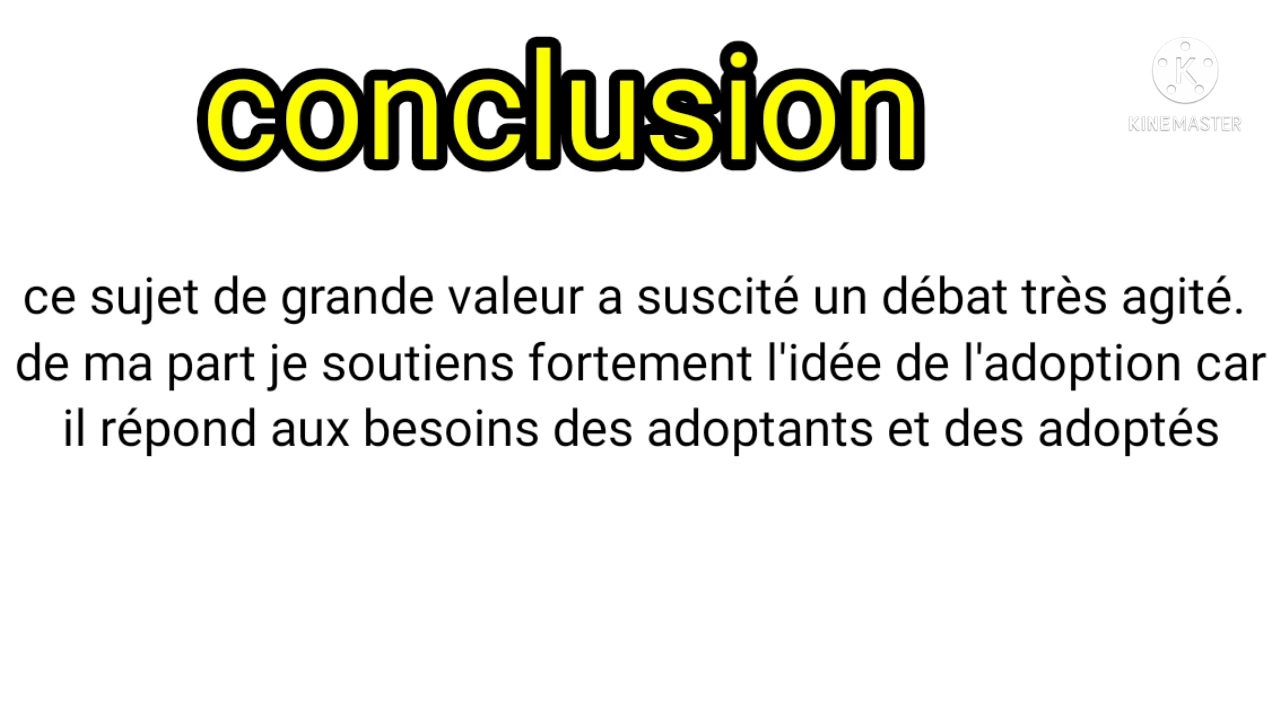 conclusion
KINEMASTER
ce sujet de grande valeur a suscité un débat très agité.
de ma part je soutiens fortement l'idée de l'adoption car
il répond aux besoins des adoptants et des adoptés